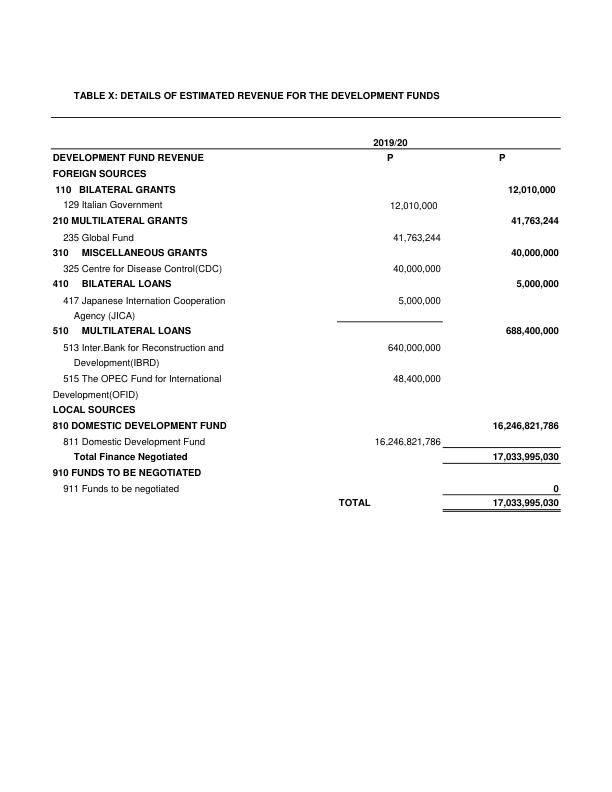 TABLE X: DETAILS OF ESTIMATED REVENUE FOR THE DEVELOPMENT FUNDS
2019/20
DEVELOPMENT FUND REVENUE P P
FOREIGN SOURCES
110 BILATERAL GRANTS 12,010,000
129 Italian Government 12,010,000
210 MULTILATERAL GRANTS 41,763,244
235 Global Fund 41,763,244
310 MISCELLANEOUS GRANTS 40,000,000
325 Centre for Disease Control(CDC) 40,000,000
410 BILATERAL LOANS 5,000,000
417 Japanese Internation Cooperation 5,000,000
Agency (JICA)
510 MULTILATERAL LOANS 688,400,000
513 Inter.Bank for Reconstruction and 640,000,000
Development(IBRD)
515 The OPEC Fund for International 48,400,000
Development(OFID)
LOCAL SOURCES
810 DOMESTIC DEVELOPMENT FUND 16,246,821,786
811 Domestic Development Fund 16,246,821,786
Total Finance Negotiated 17,033,995,030
910 FUNDS TO BE NEGOTIATED
911 Funds to be negotiated 0
TOTAL 17,033,995,030